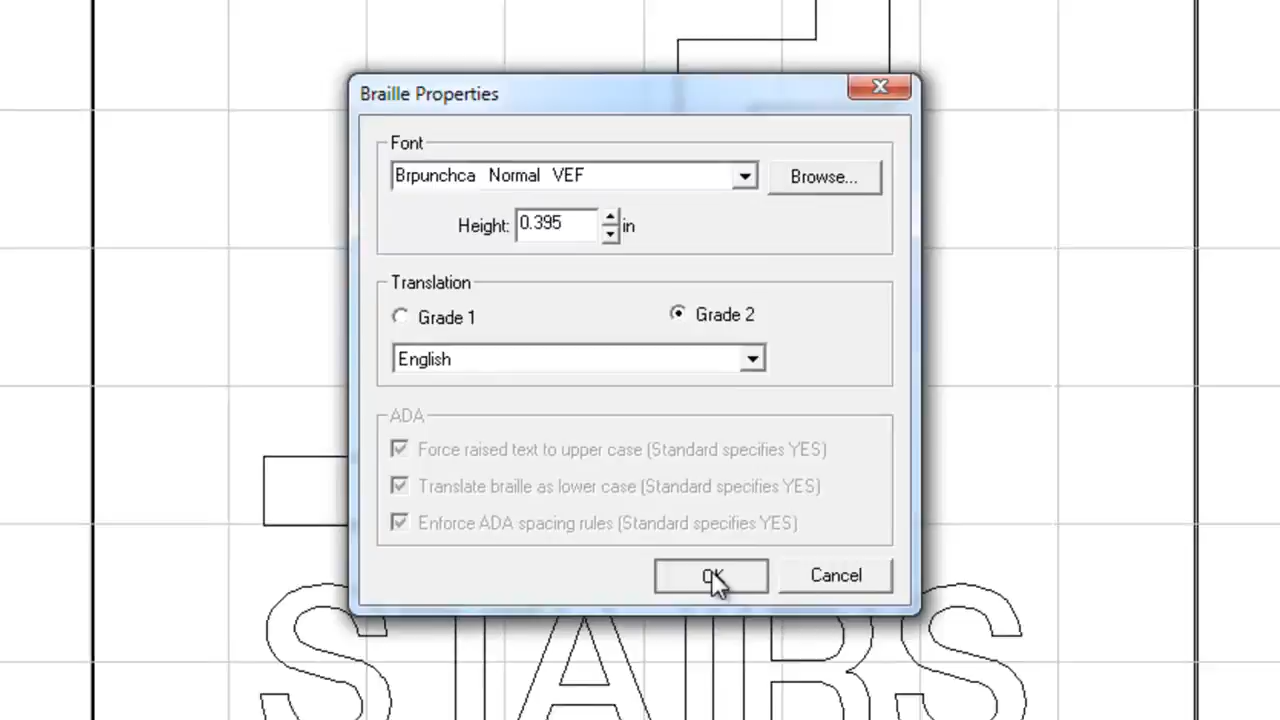 Braille Properties
Font
Brpunchca Normal VEF
Browse...
Height: 0.395 in
Translation
Grade 1 Grade 2
English
ADA
Force raised text to upper case (Standard specifies YES)
Translate braille as lower case (Standard specifies YES)
Enforce ADA spacing rules (Standard specifies YES)
OK Cancel
STAIRS